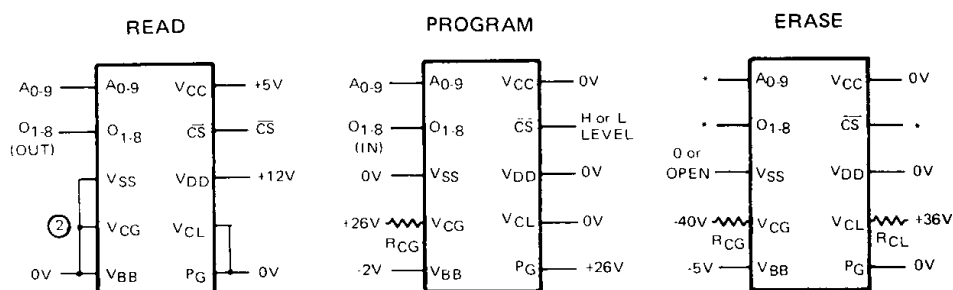 READ
A0-9 A0-9 VCC +5V
O1-8 O1-8 CS CS
(OUT)
VSS VDD +12V
2 VCG VCL
0V VBB PG 0V
PROGRAM
A0-9 A0-9 VCC 0V
O1-8 O1-8 CS H or L
(IN) LEVEL
0V VSS VDD 0V
+26V VCG VCL 0V
RCG
-2V VBB PG +26V
ERASE
* A0-9 VCC 0V
* O1-8 CS *
0 or
OPEN VSS VDD 0V
-40V VCG VCL +36V
RCG RCL
-5V VBB PG 0V